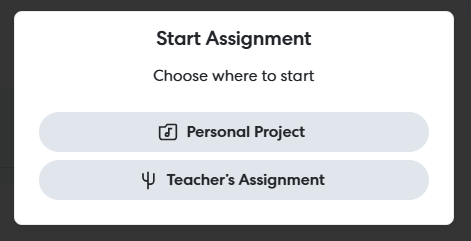 Start Assignment
Choose where to start
Personal Project
Teacher's Assignment